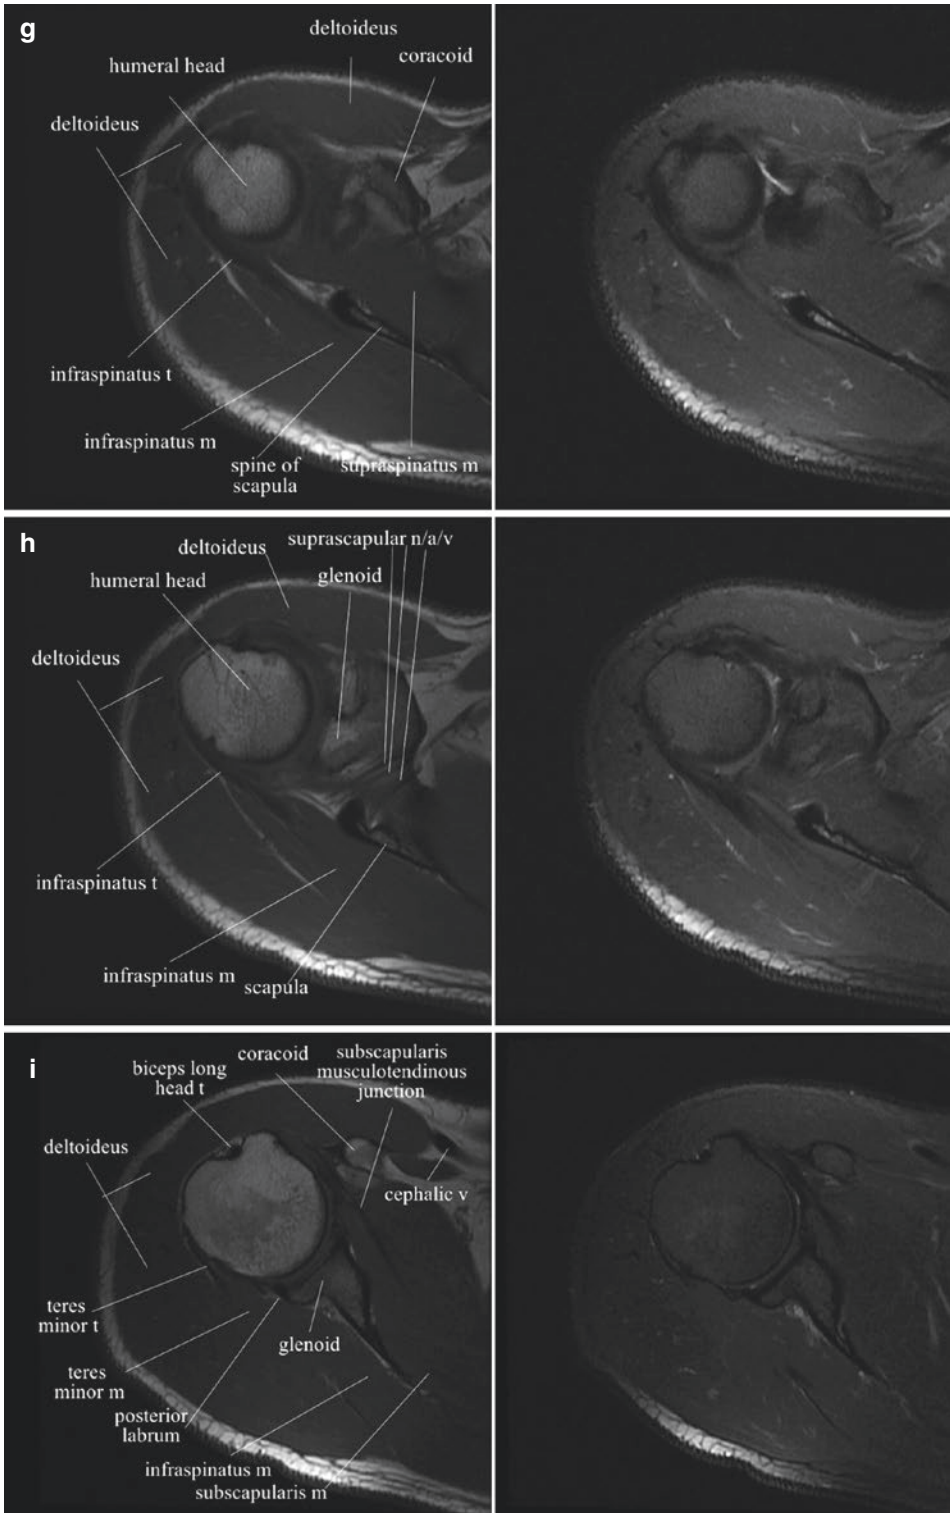 g
deltoideus
coracoid
humeral head
deltoideus
infraspinatus t
infraspinatus m
spine of
scapula
supraspinatus m
h
deltoideus
suprascapular n/a/v
glenoid
humeral head
deltoideus
infraspinatus t
infraspinatus m
scapula
i
biceps long
head t
coracoid
subscapularis
musculotendinous
junction
deltoideus
cephalic v
teres
minor t
glenoid
teres
minor m
posterior
labrum
infraspinatus m
subscapularis m